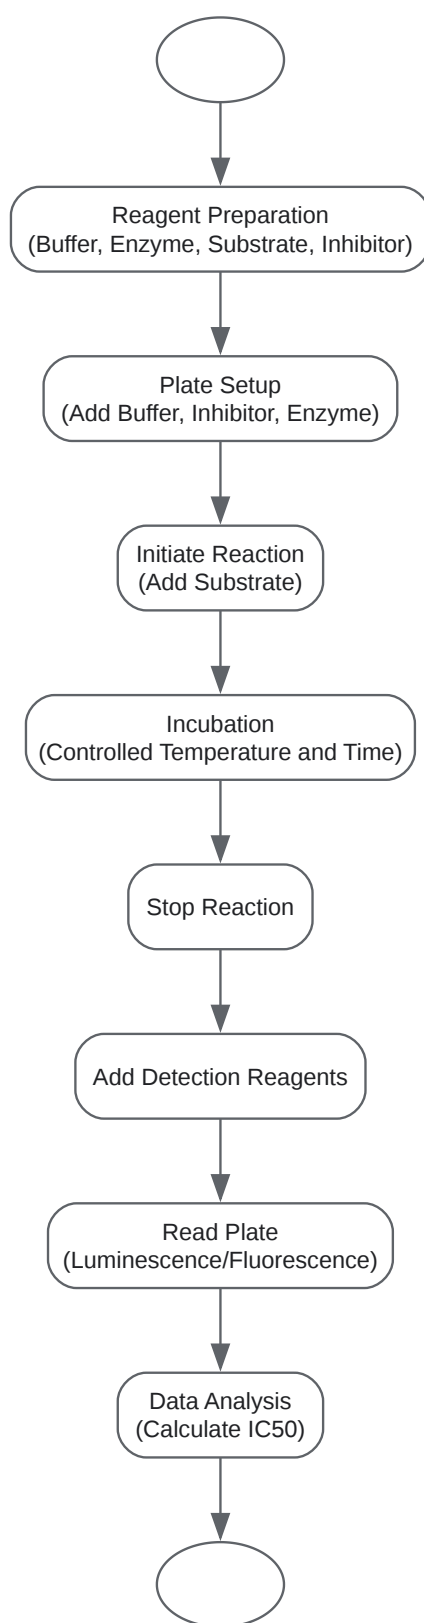 Reagent Preparation
(Buffer, Enzyme, Substrate, Inhibitor)
Plate Setup
(Add Buffer, Inhibitor, Enzyme)
Initiate Reaction
(Add Substrate)
Incubation
(Controlled Temperature and Time)
Stop Reaction
Add Detection Reagents
Read Plate
(Luminescence/Fluorescence)
Data Analysis
(Calculate IC50)